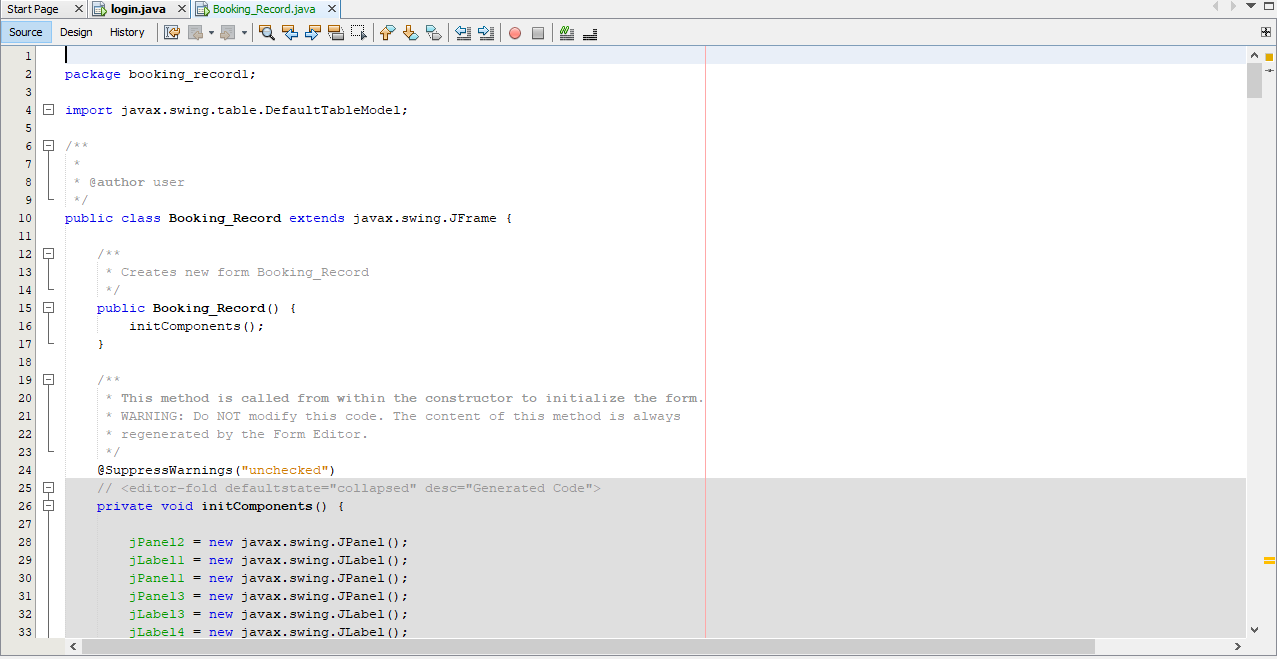 Start Page login.java Booking_Record.java
Source Design History
1
2 package booking_record1;
3
4 import javax.swing.table.DefaultTableModel;
5
6 /**
7 *
8 * @author user
9 */
10 public class Booking_Record extends javax.swing.JFrame {
11
12 /**
13 * Creates new form Booking_Record
14 */
15 public Booking_Record() {
16 initComponents();
17 }
18
19 /**
20 * This method is called from within the constructor to initialize the form.
21 * WARNING: Do NOT modify this code. The content of this method is always
22 * regenerated by the Form Editor.
23 */
24 @SuppressWarnings("unchecked")
25 // <editor-fold defaultstate="collapsed" desc="Generated Code">
26 private void initComponents() {
27
28 jPanel2 = new javax.swing.JPanel();
29 jLabel1 = new javax.swing.JLabel();
30 jPanel1 = new javax.swing.JPanel();
31 jPanel3 = new javax.swing.JPanel();
32 jLabel3 = new javax.swing.JLabel();
33 jLabel4 = new javax.swing.JLabel();